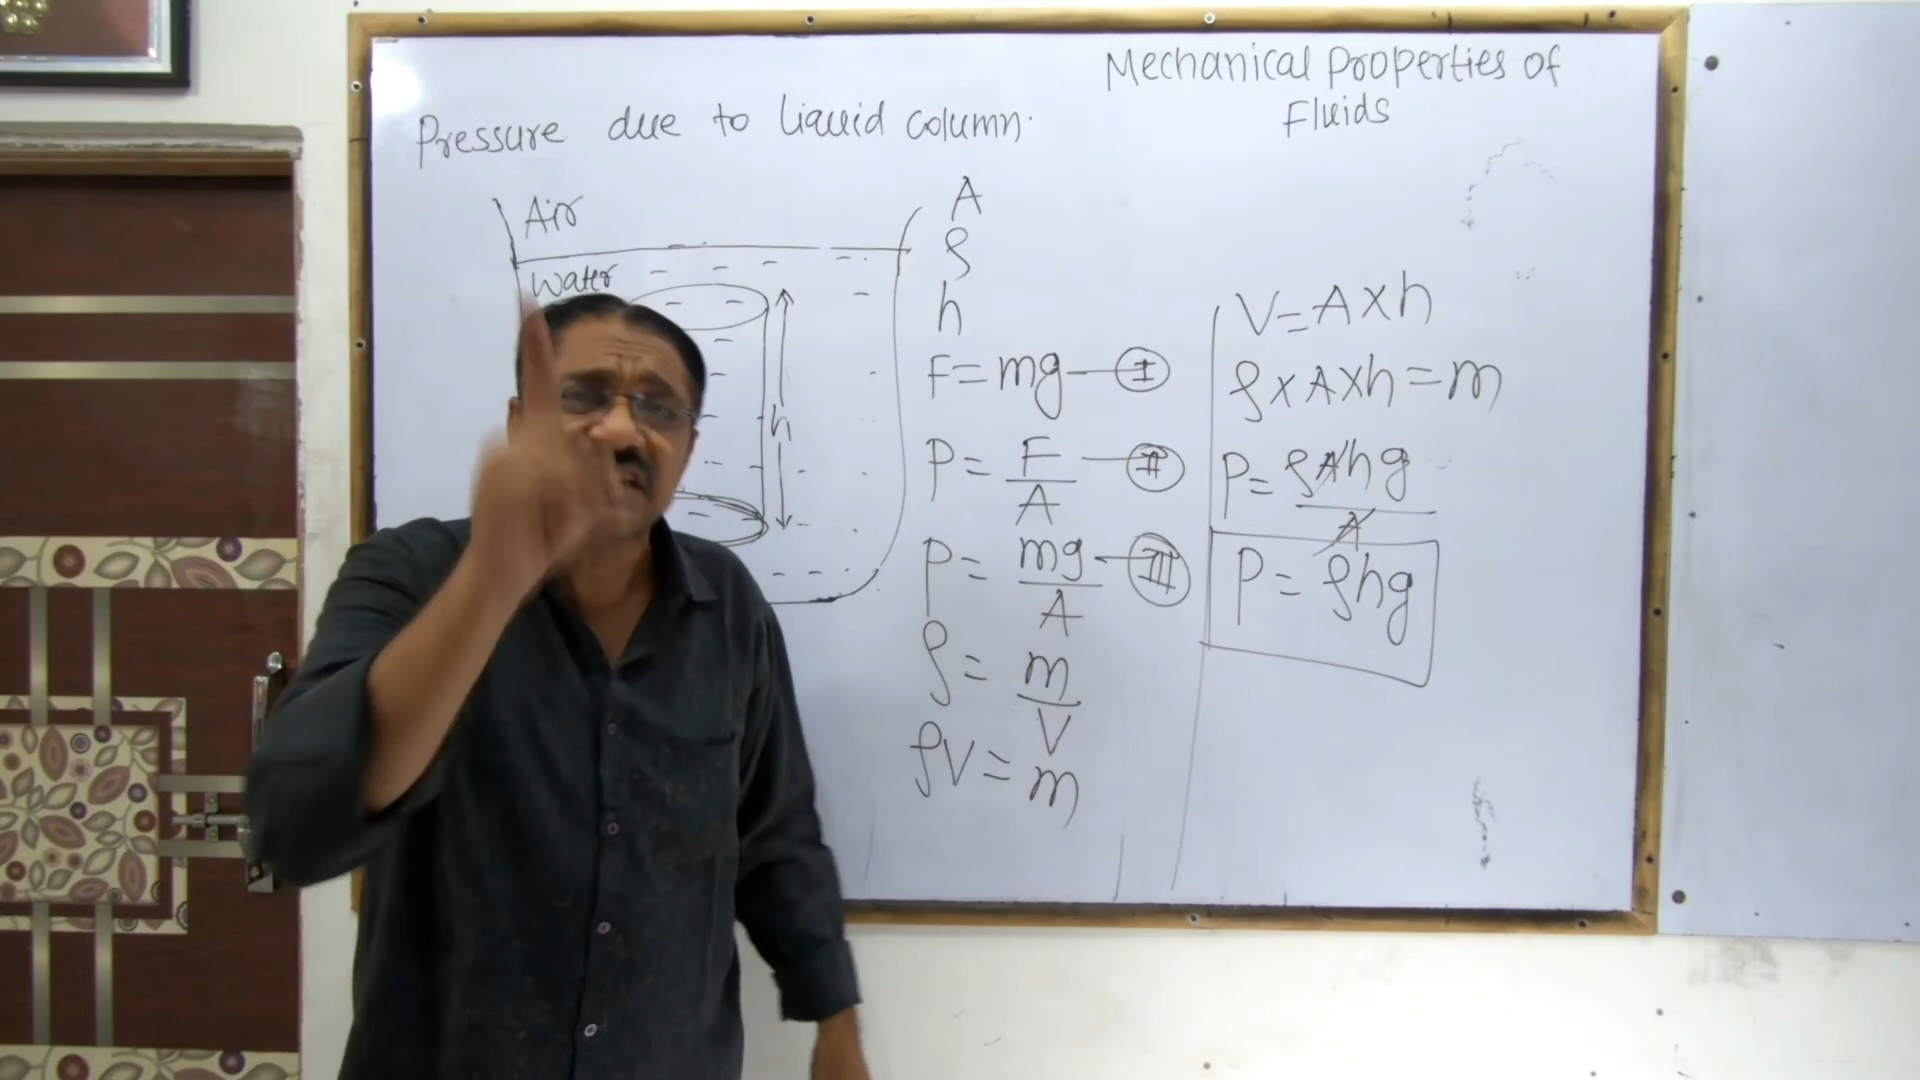 Mechanical Properties of
Fluids
Pressure due to liquid column.
Air
Water
h
A
ρ
h
F = mg — I
P = F/A — II
P = mg/A — III
ρ = m/V
ρV = m
V = A × h
ρ × A × h = m
P = ρAhg/A
P = ρhg